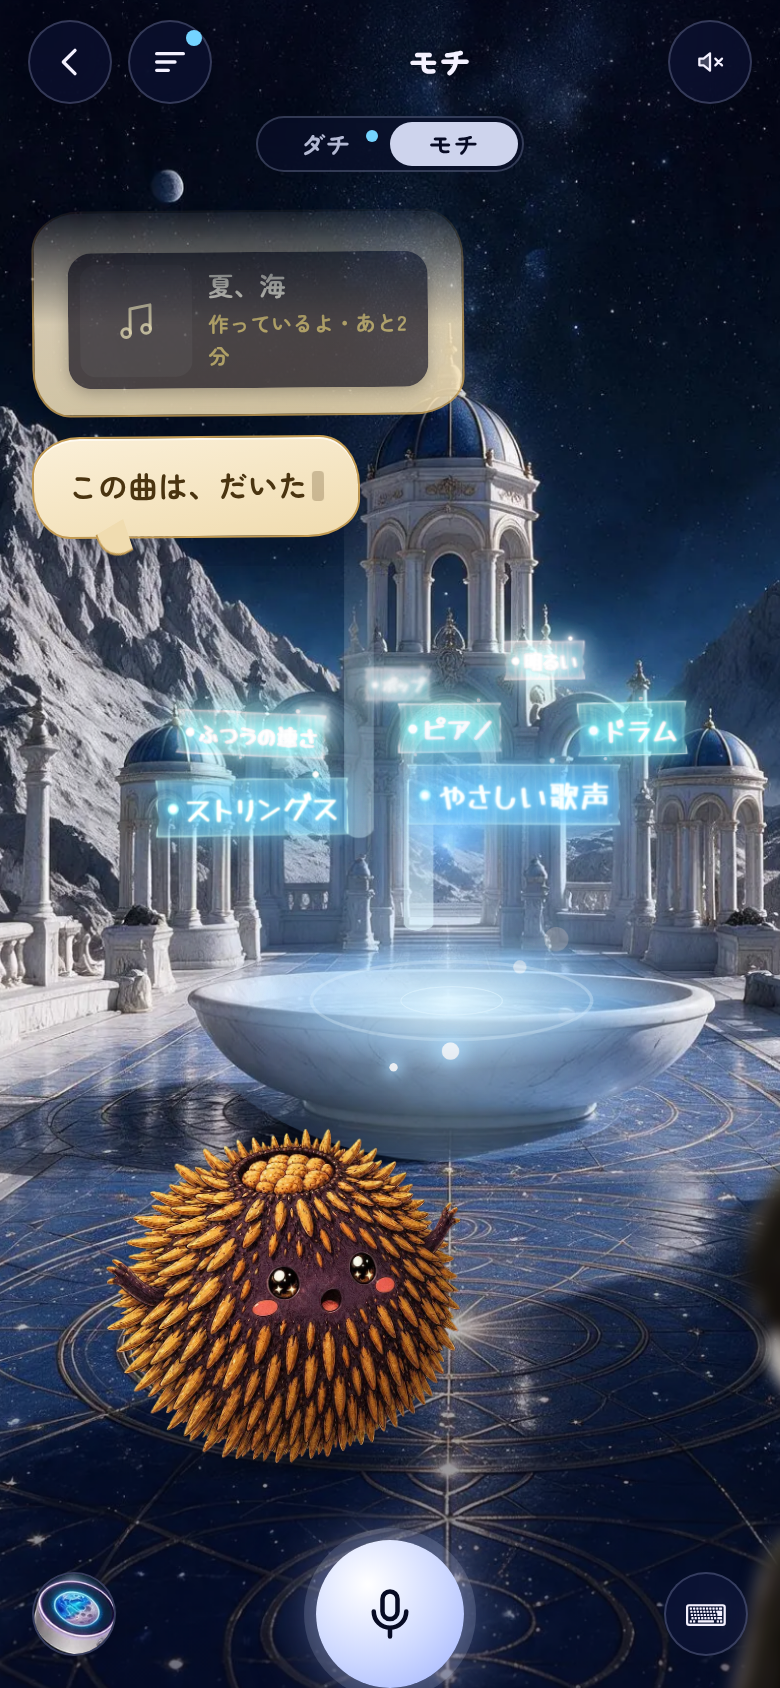 モチ
ダチ
モチ
夏、海
作っているよ・あと2
分
この曲は、だいた
明るい
ポップ
ふつうの速さ
ピアノ
ドラム
ストリングス
やさしい歌声